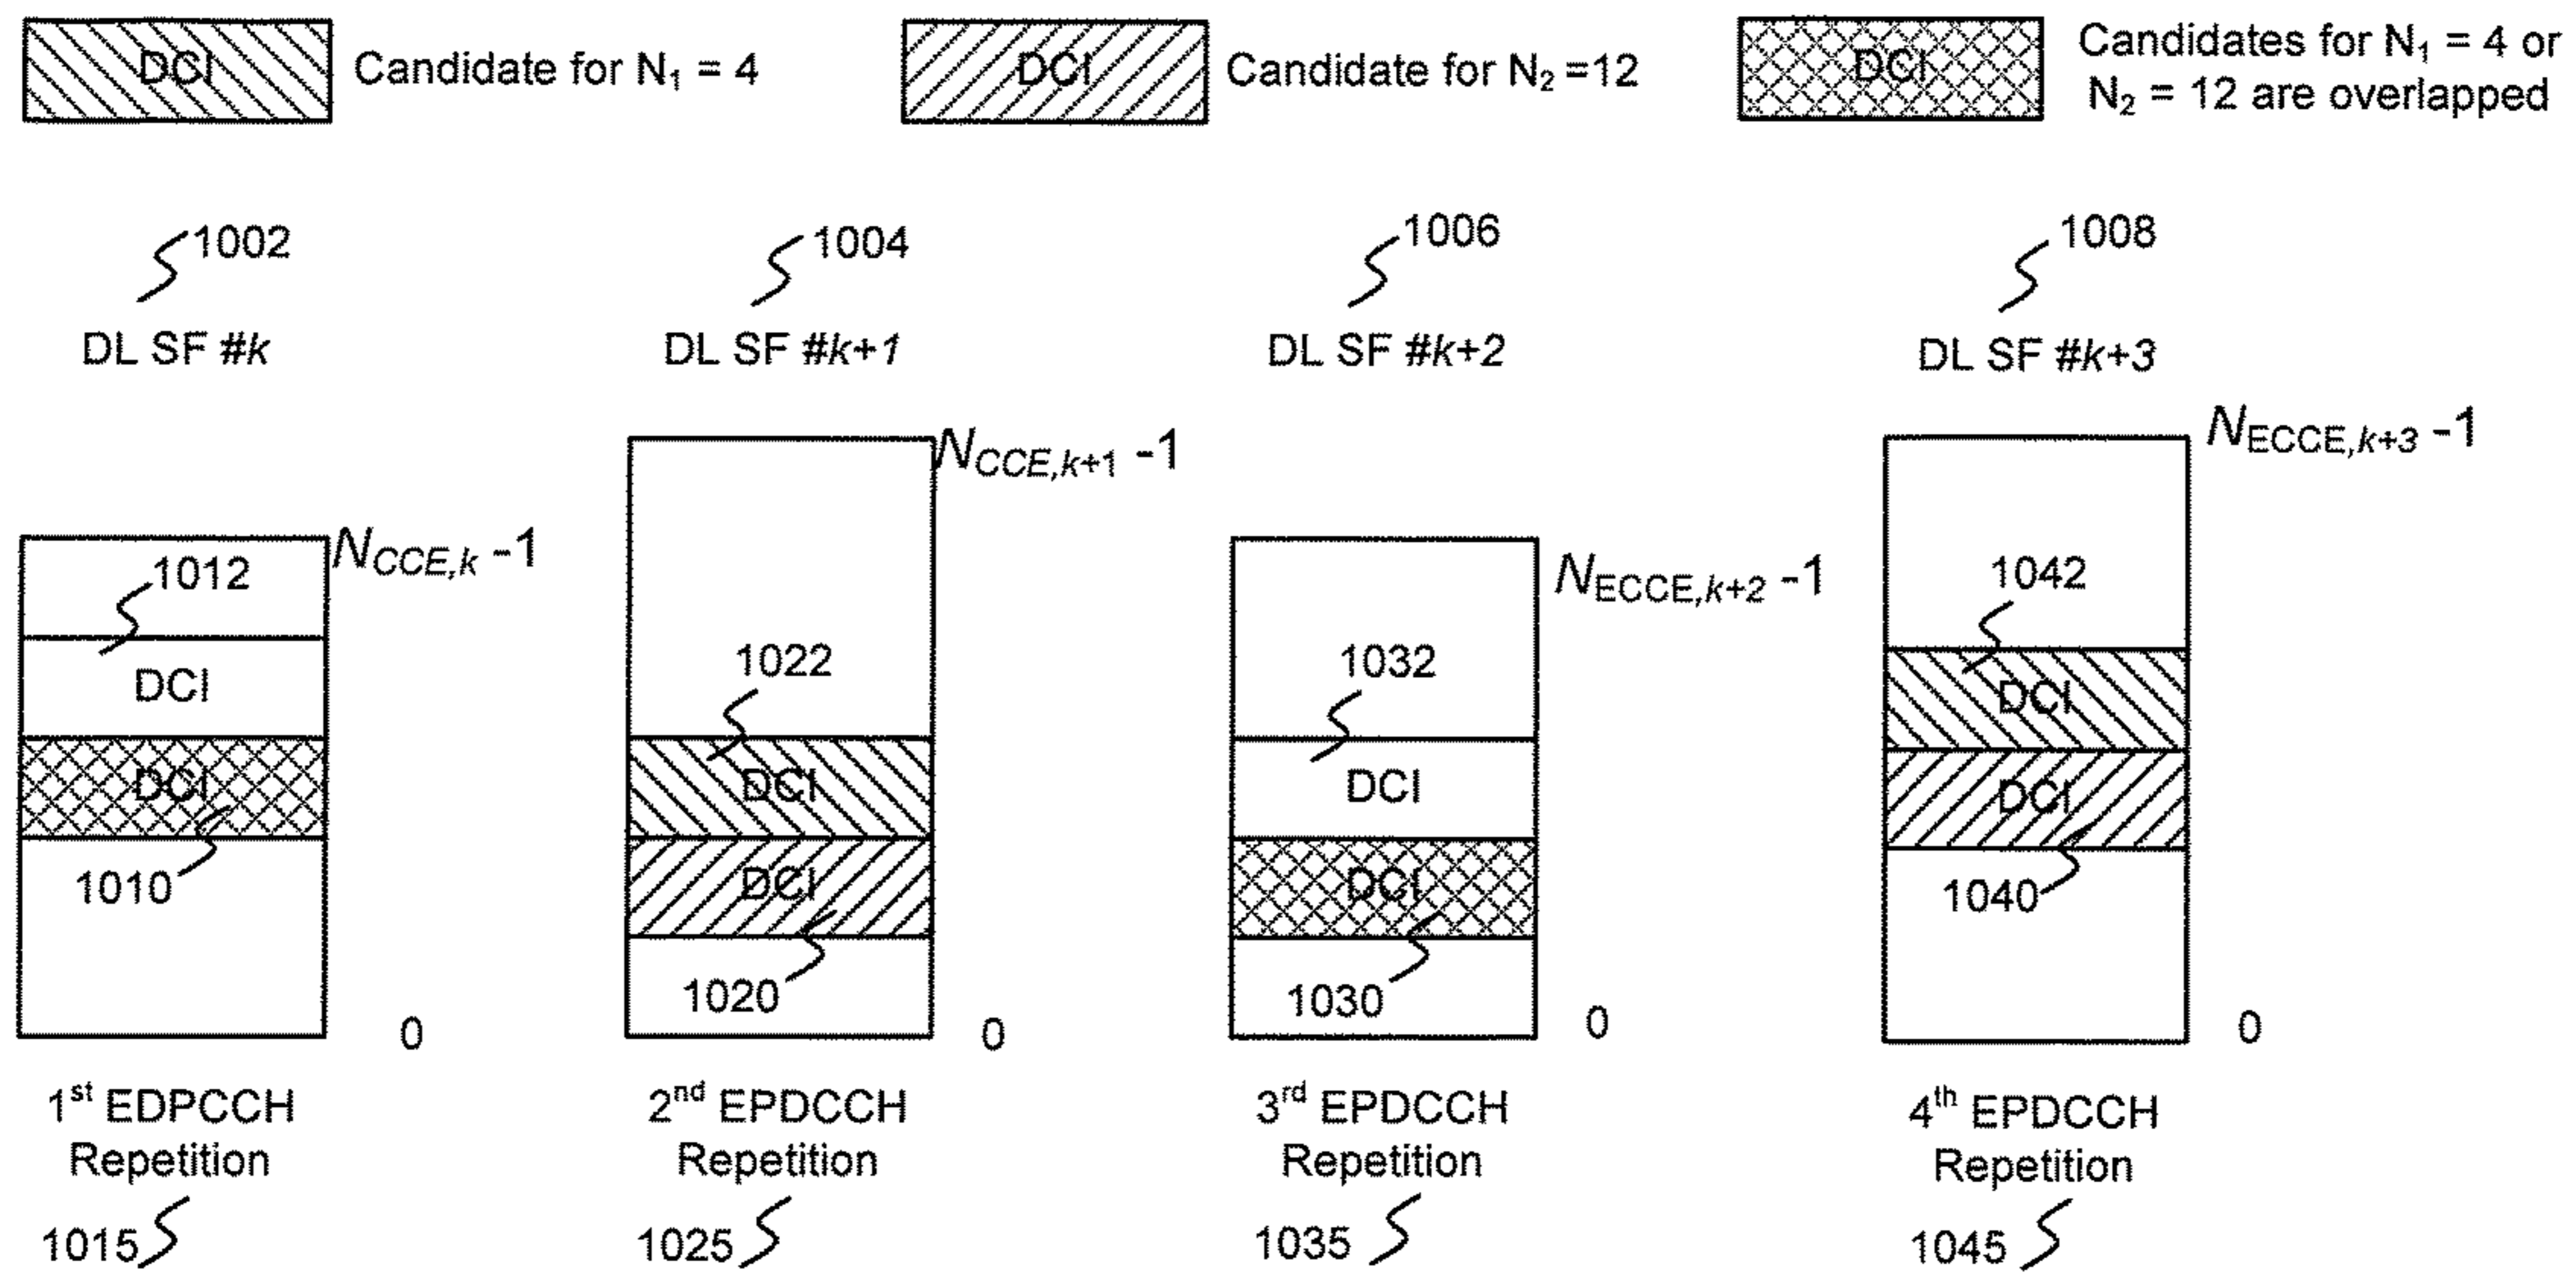 DCI Candidate for N₁ = 4
DCI Candidate for N₂ =12
DCI Candidates for N₁ = 4 or
N₂ = 12 are overlapped
1002
1004
1006
1008
DL SF #k
DL SF #k+1
DL SF #k+2
DL SF #k+3
N_CCE,k -1
N_CCE,k+1 -1
N_ECCE,k+2 -1
N_ECCE,k+3 -1
1012
DCI
DCI
1010
0
1022
DCI
DCI
1020
0
1032
DCI
DCI
1030
0
1042
DCI
DCI
1040
0
1st EDPCCH
Repetition
1015
2nd EPDCCH
Repetition
1025
3rd EPDCCH
Repetition
1035
4th EPDCCH
Repetition
1045